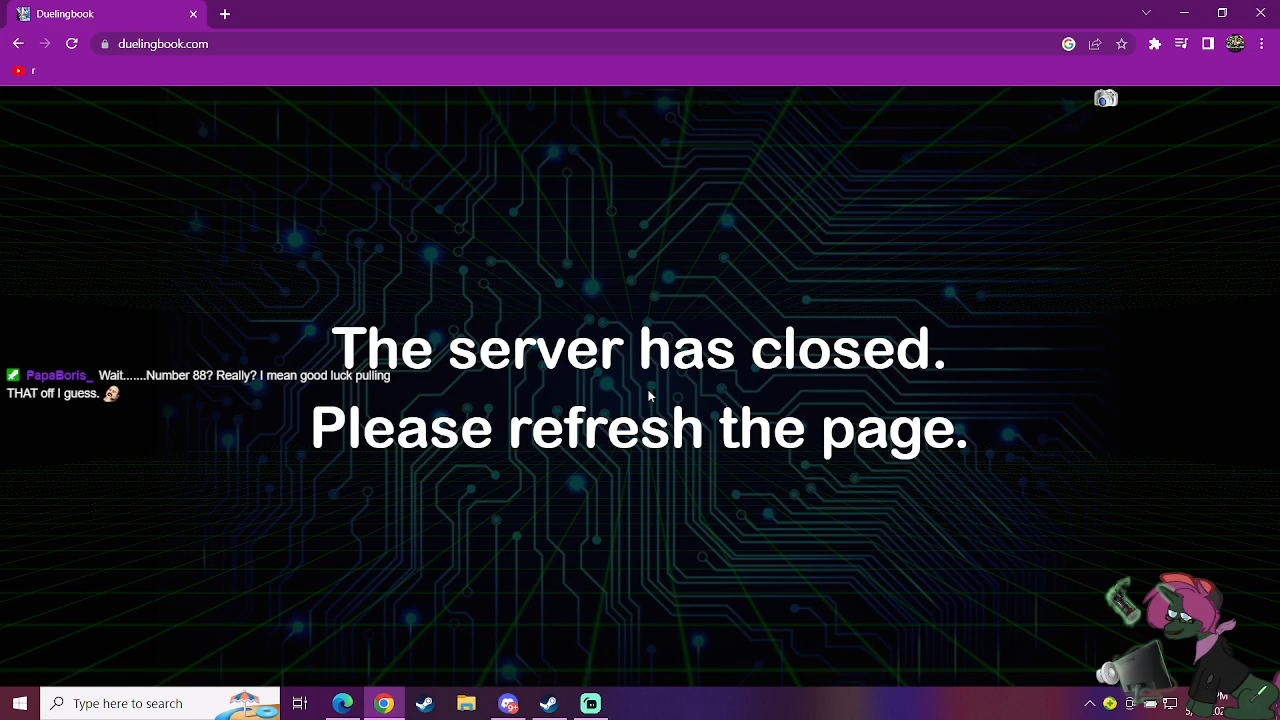 Duelingbook
duelingbook.com
r
The server has closed.
PapaBoris_ Wait.......Number 88? Really? I mean good luck pulling
THAT off I guess.
Please refresh the page.
Type here to search